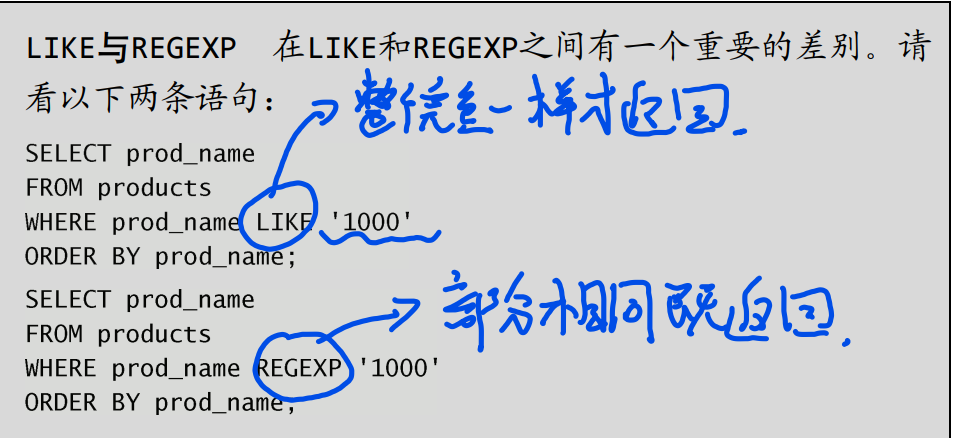 LIKE与REGEXP 在LIKE和REGEXP之间有一个重要的差别。请
看以下两条语句：
整信息一样才返回.
SELECT prod_name
FROM products
WHERE prod_name LIKE '1000'
ORDER BY prod_name;
SELECT prod_name
部分相同既返回.
FROM products
WHERE prod_name REGEXP '1000'
ORDER BY prod_name;